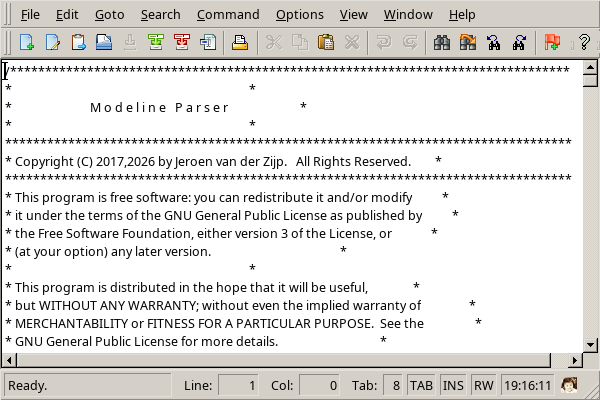 File Edit Goto Search Command Options View Window Help
/*******************************************************************************
* *
* M o d e l i n e   P a r s e r *
* *
********************************************************************************
* Copyright (C) 2017,2026 by Jeroen van der Zijp.   All Rights Reserved. *
********************************************************************************
* This program is free software: you can redistribute it and/or modify *
* it under the terms of the GNU General Public License as published by *
* the Free Software Foundation, either version 3 of the License, or *
* (at your option) any later version. *
* *
* This program is distributed in the hope that it will be useful, *
* but WITHOUT ANY WARRANTY; without even the implied warranty of *
* MERCHANTABILITY or FITNESS FOR A PARTICULAR PURPOSE.  See the *
* GNU General Public License for more details. *
Ready. Line: 1 Col: 0 Tab: 8 TAB INS RW 19:16:11